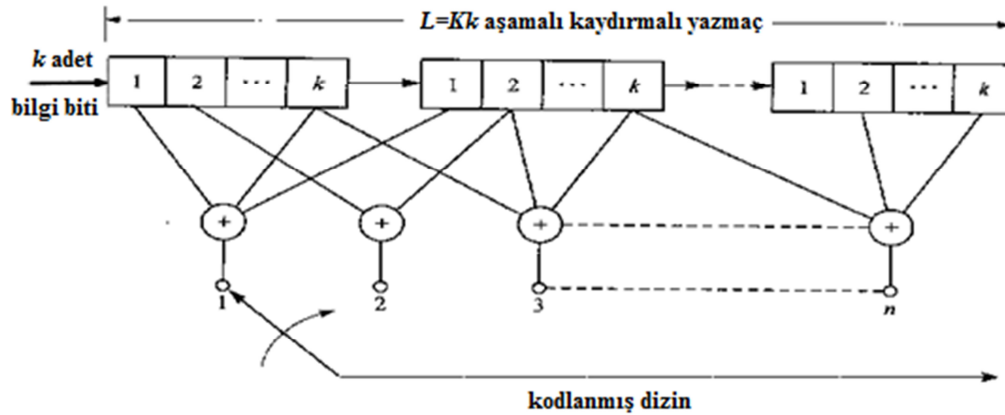 L=Kk aşamalı kaydırmalı yazmaç
k adet
bilgi biti
1 2 ... k 1 2 ... k 1 2 ... k
+ + + +
1 2 3 n
kodlanmış dizin